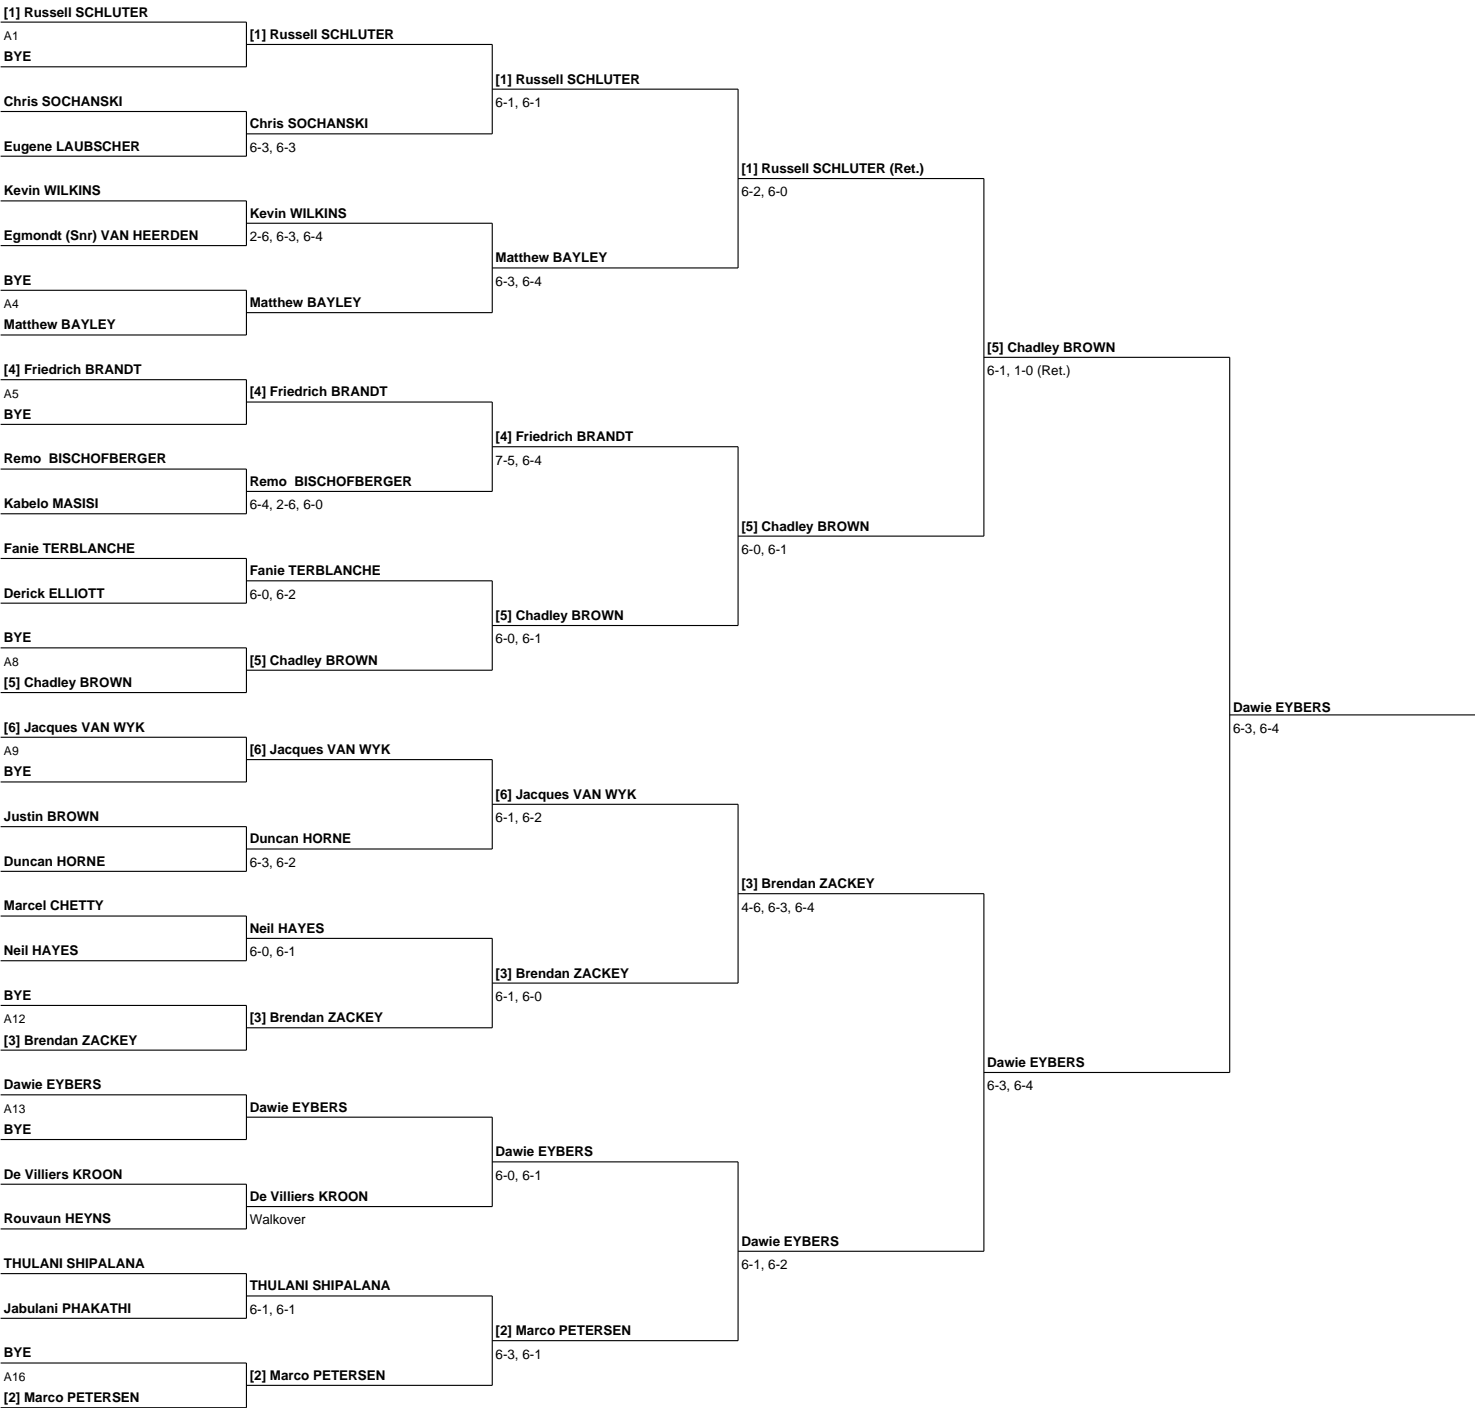 [1] Russell SCHLUTER
A1
BYE
Chris SOCHANSKI
Eugene LAUBSCHER
Kevin WILKINS
Egmondt (Snr) VAN HEERDEN
BYE
A4
Matthew BAYLEY
[4] Friedrich BRANDT
A5
BYE
Remo  BISCHOFBERGER
Kabelo MASISI
Fanie TERBLANCHE
Derick ELLIOTT
BYE
A8
[5] Chadley BROWN
[6] Jacques VAN WYK
A9
BYE
Justin BROWN
Duncan HORNE
Marcel CHETTY
Neil HAYES
BYE
A12
[3] Brendan ZACKEY
Dawie EYBERS
A13
BYE
De Villiers KROON
Rouvaun HEYNS
THULANI SHIPALANA
Jabulani PHAKATHI
BYE
A16
[2] Marco PETERSEN
[1] Russell SCHLUTER
Chris SOCHANSKI
6-3, 6-3
Kevin WILKINS
2-6, 6-3, 6-4
Matthew BAYLEY
[4] Friedrich BRANDT
Remo  BISCHOFBERGER
6-4, 2-6, 6-0
Fanie TERBLANCHE
6-0, 6-2
[5] Chadley BROWN
[6] Jacques VAN WYK
Duncan HORNE
6-3, 6-2
Neil HAYES
6-0, 6-1
[3] Brendan ZACKEY
Dawie EYBERS
De Villiers KROON
Walkover
THULANI SHIPALANA
6-1, 6-1
[2] Marco PETERSEN
[1] Russell SCHLUTER
6-1, 6-1
Matthew BAYLEY
6-3, 6-4
[4] Friedrich BRANDT
7-5, 6-4
[5] Chadley BROWN
6-0, 6-1
[6] Jacques VAN WYK
6-1, 6-2
[3] Brendan ZACKEY
6-1, 6-0
Dawie EYBERS
6-0, 6-1
[2] Marco PETERSEN
6-3, 6-1
[1] Russell SCHLUTER (Ret.)
6-2, 6-0
[5] Chadley BROWN
6-0, 6-1
[3] Brendan ZACKEY
4-6, 6-3, 6-4
Dawie EYBERS
6-1, 6-2
[5] Chadley BROWN
6-1, 1-0 (Ret.)
Dawie EYBERS
6-3, 6-4
Dawie EYBERS
6-3, 6-4